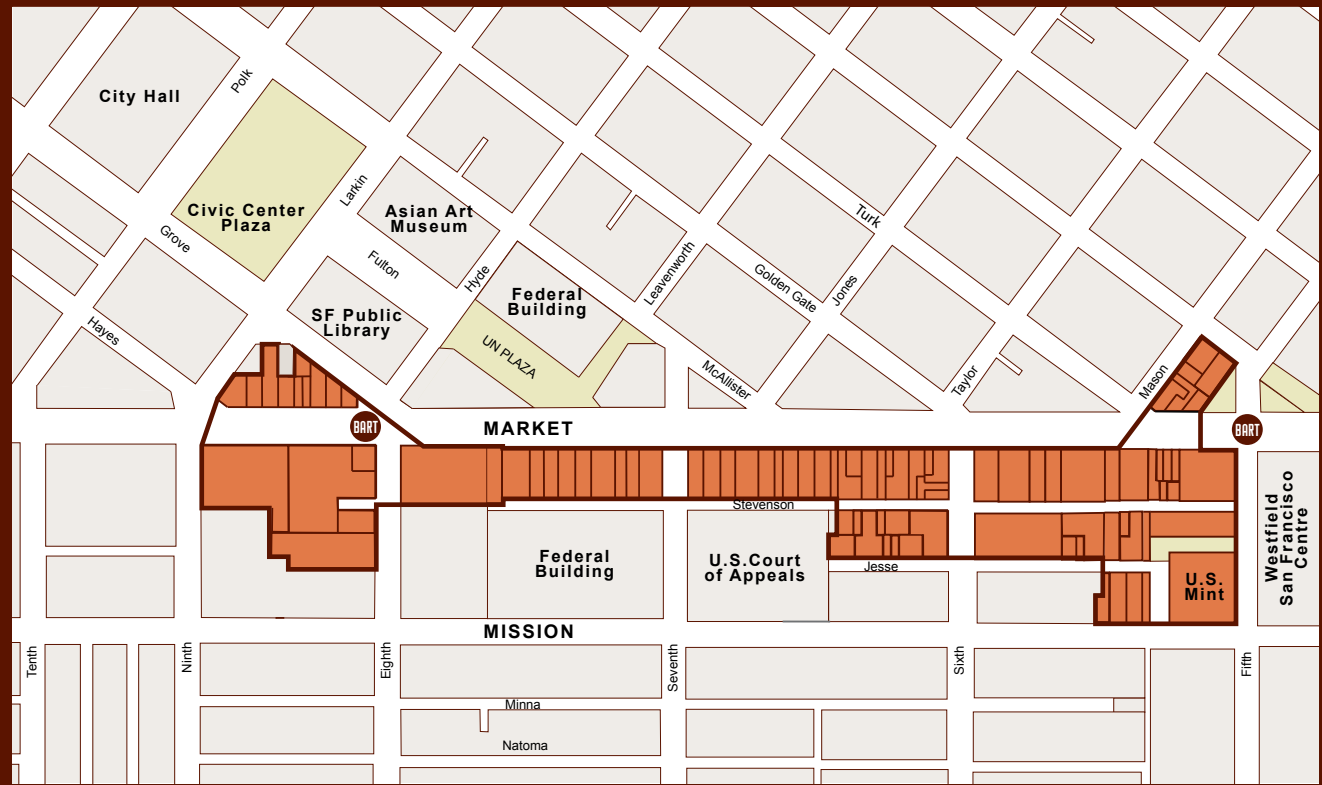 City Hall
Polk
Civic Center
Plaza
Larkin
Asian Art
Museum
Grove
Fulton
Hyde
SF Public
Library
Federal
Building
UN PLAZA
Hayes
Leavenworth
Golden Gate
Jones
Turk
McAllister
Taylor
Mason
BART
MARKET
BART
Stevenson
Federal
Building
U.S.Court
of Appeals
Jesse
U.S.
Mint
Westfield
San Francisco
Centre
MISSION
Tenth
Ninth
Eighth
Seventh
Sixth
Fifth
Minna
Natoma